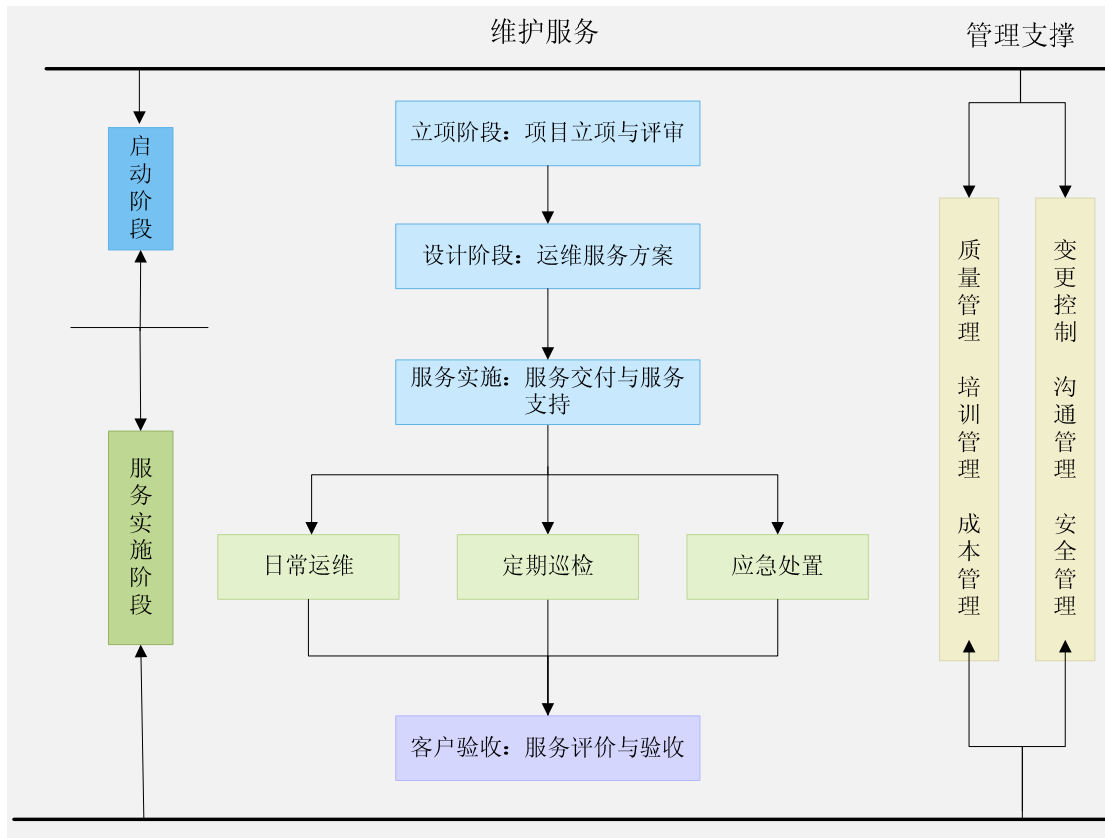 维护服务
管理支撑
启动阶段
服务实施阶段
立项阶段：项目立项与评审
设计阶段：运维服务方案
服务实施：服务交付与服务
支持
日常运维
定期巡检
应急处置
客户验收：服务评价与验收
质量管理 培训管理 成本管理
变更控制 沟通管理 安全管理